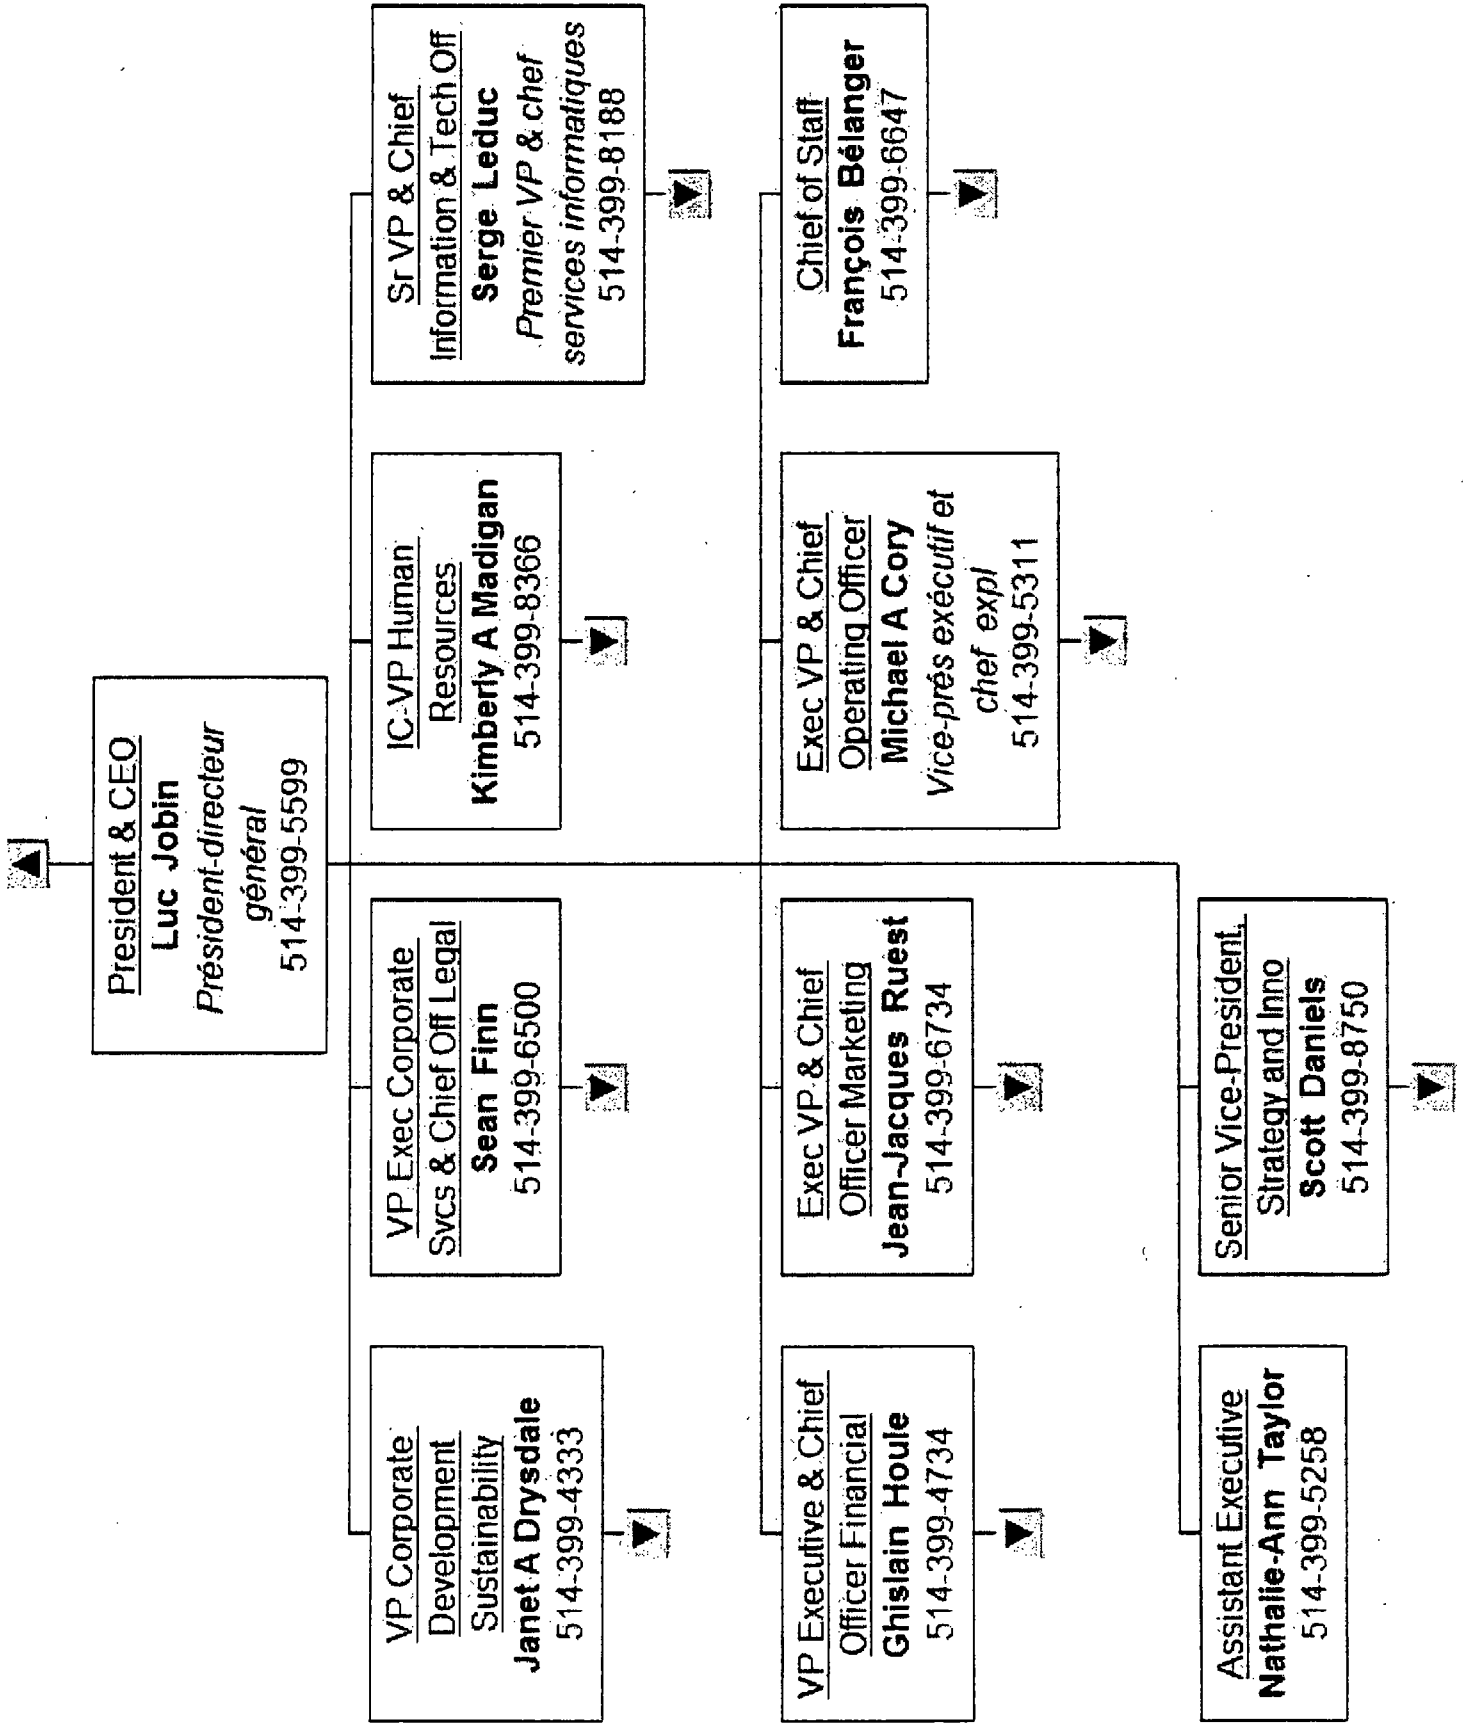 President & CEO
Luc Jobin
Président-directeur
général
514-399-5599
VP Corporate
Development
Sustainability
Janet A Drysdale
514-399-4333
VP Exec Corporate
Svcs & Chief Off Legal
Sean Finn
514-399-6500
IC-VP Human
Resources
Kimberly A Madigan
514-399-8366
Sr VP & Chief
Information & Tech Off
Serge Leduc
Premier VP & chef
services informatiques
514-399-8188
VP Executive & Chief
Officer Financial
Ghislain Houle
514-399-4734
Exec VP & Chief
Officer Marketing
Jean-Jacques Ruest
514-399-6734
Exec VP & Chief
Operating Officer
Michael A Cory
Vice-prés exécutif et
chef expl
514-399-5311
Chief of Staff
François Bélanger
514-399-6647
Assistant Executive
Nathalie-Ann Taylor
514-399-5258
Senior Vice-President,
Strategy and Inno
Scott Daniels
514-399-8750